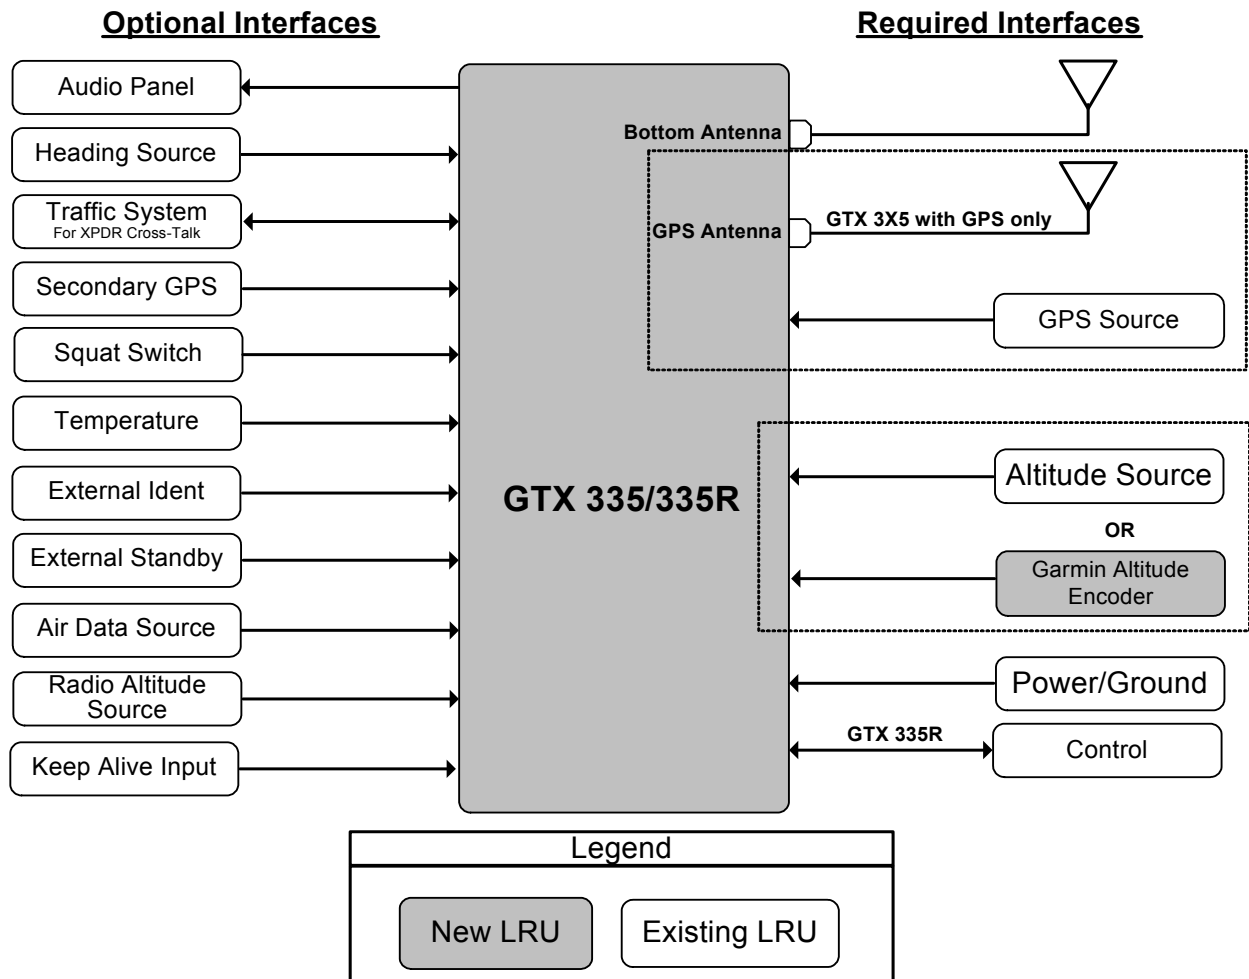 Optional Interfaces
Required Interfaces
Audio Panel
Heading Source
Traffic System
For XPDR Cross-Talk
Secondary GPS
Squat Switch
Temperature
External Ident
External Standby
Air Data Source
Radio Altitude
Source
Keep Alive Input
GTX 335/335R
Bottom Antenna
GPS Antenna
GTX 3X5 with GPS only
GPS Source
Altitude Source
OR
Garmin Altitude
Encoder
Power/Ground
GTX 335R
Control
Legend
New LRU
Existing LRU